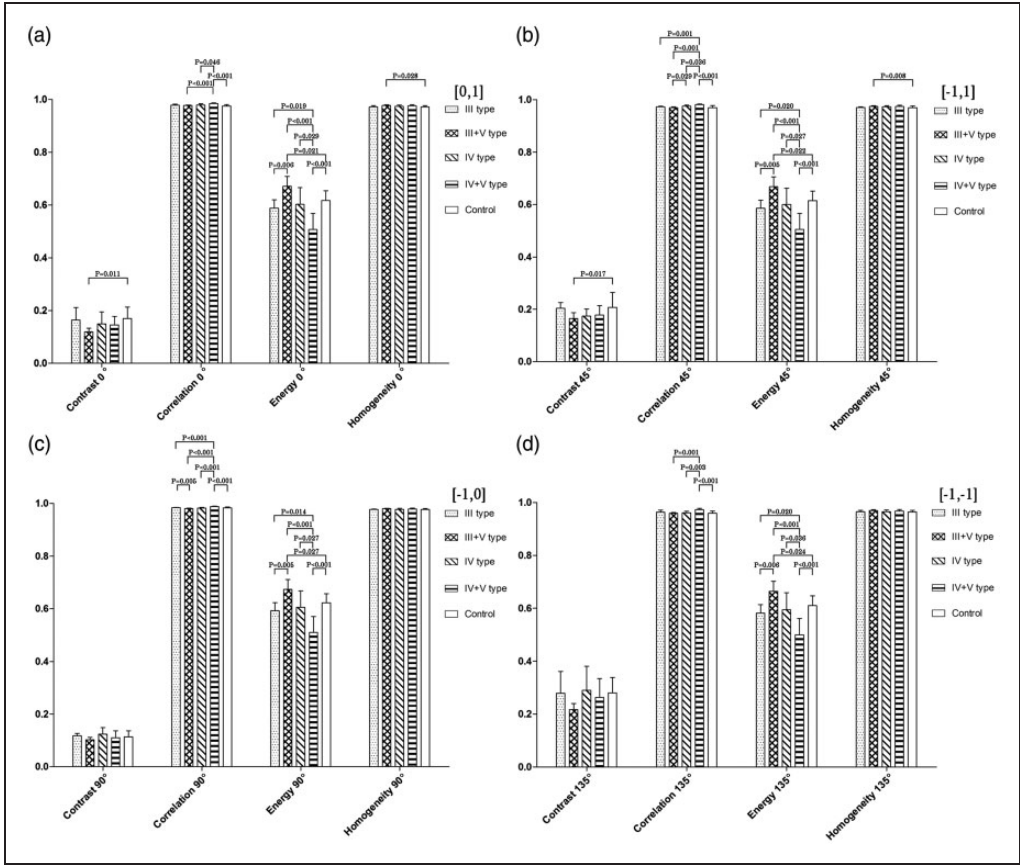 (a)
P=0.046
P<0.001
P<0.001
P=0.028
[0,1]
1.0
III type
P=0.019
III+V type
P<0.001
0.8
P=0.029
IV type
P=0.021
P=0.006
P<0.001
IV+V type
0.6
Control
0.4
P=0.011
0.2
0.0
Contrast 0°
Correlation 0°
Energy 0°
Homogeneity 0°
(b)
P=0.001
P<0.001
P=0.036
P=0.029
P<0.001
P=0.008
[-1,1]
1.0
III type
P=0.020
III+V type
P<0.001
0.8
P=0.027
IV type
P=0.022
P=0.005
P<0.001
IV+V type
0.6
Control
0.4
P=0.017
0.2
0.0
Contrast 45°
Correlation 45°
Energy 45°
Homogeneity 45°
(c)
P<0.001
P<0.001
P<0.001
P=0.005
P<0.001
[-1,0]
1.0
III type
P=0.014
III+V type
P<0.001
0.8
P=0.027
P=0.027
IV type
P=0.005
P<0.001
IV+V type
0.6
Control
0.4
0.2
0.0
Contrast 90°
Correlation 90°
Energy 90°
Homogeneity 90°
(d)
P<0.001
P=0.003
P<0.001
[-1,-1]
1.0
III type
P=0.020
III+V type
P<0.001
0.8
P=0.036
P=0.024
IV type
P=0.006
P<0.001
IV+V type
0.6
Control
0.4
0.2
0.0
Contrast 135°
Correlation 135°
Energy 135°
Homogeneity 135°